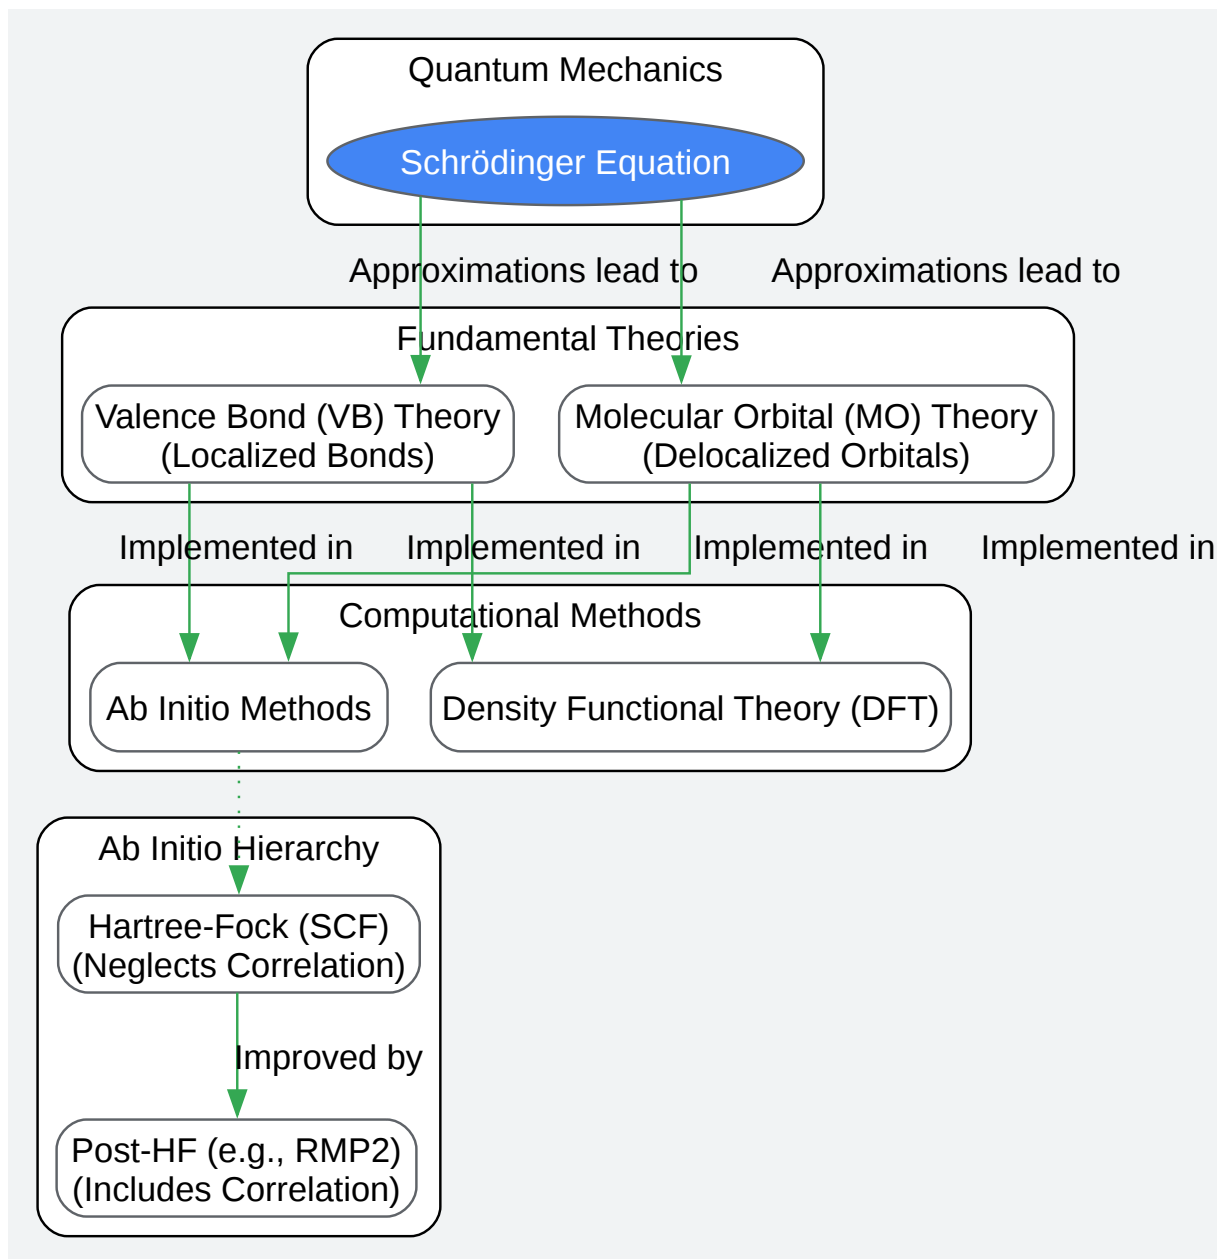 Quantum Mechanics
Schrödinger Equation
Approximations lead to
Approximations lead to
Fundamental Theories
Valence Bond (VB) Theory
(Localized Bonds)
Molecular Orbital (MO) Theory
(Delocalized Orbitals)
Implemented in
Implemented in
Implemented in
Implemented in
Computational Methods
Ab Initio Methods
Density Functional Theory (DFT)
Ab Initio Hierarchy
Hartree-Fock (SCF)
(Neglects Correlation)
Improved by
Post-HF (e.g., RMP2)
(Includes Correlation)